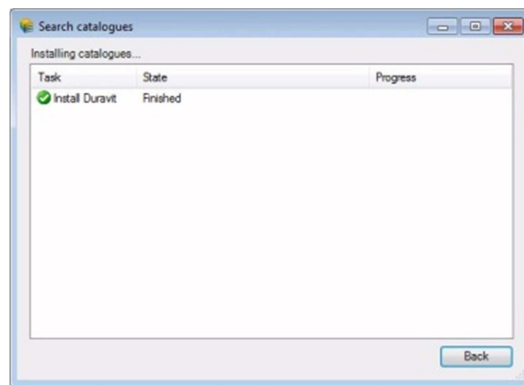 Search catalogues
Installing catalogues...
Task State Progress
Install Duravit Finished
Back